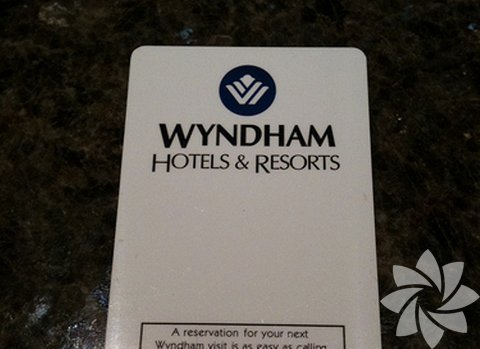 WYNDHAM
HOTELS & RESORTS
A reservation for your next
Wyndham visit is as easy as calling